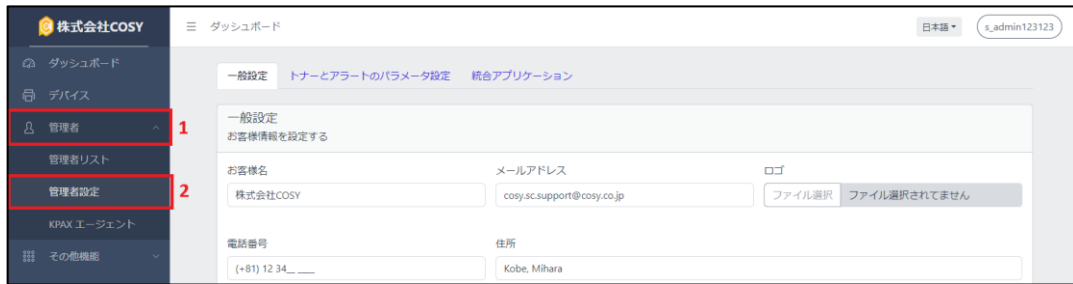 株式会社COSY
ダッシュボード
日本語
s_admin123123
ダッシュボード
デバイス
管理者
1
管理者リスト
管理者設定
2
KPAX エージェント
その他機能
一般設定 トナーとアラートのパラメータ設定 統合アプリケーション
一般設定
お客様情報を設定する
お客様名 メールアドレス ロゴ
株式会社COSY cosy.sc.support@cosy.co.jp ファイル選択 ファイル選択されてません
電話番号 住所
(+81) 12 34__ ____ Kobe, Mihara